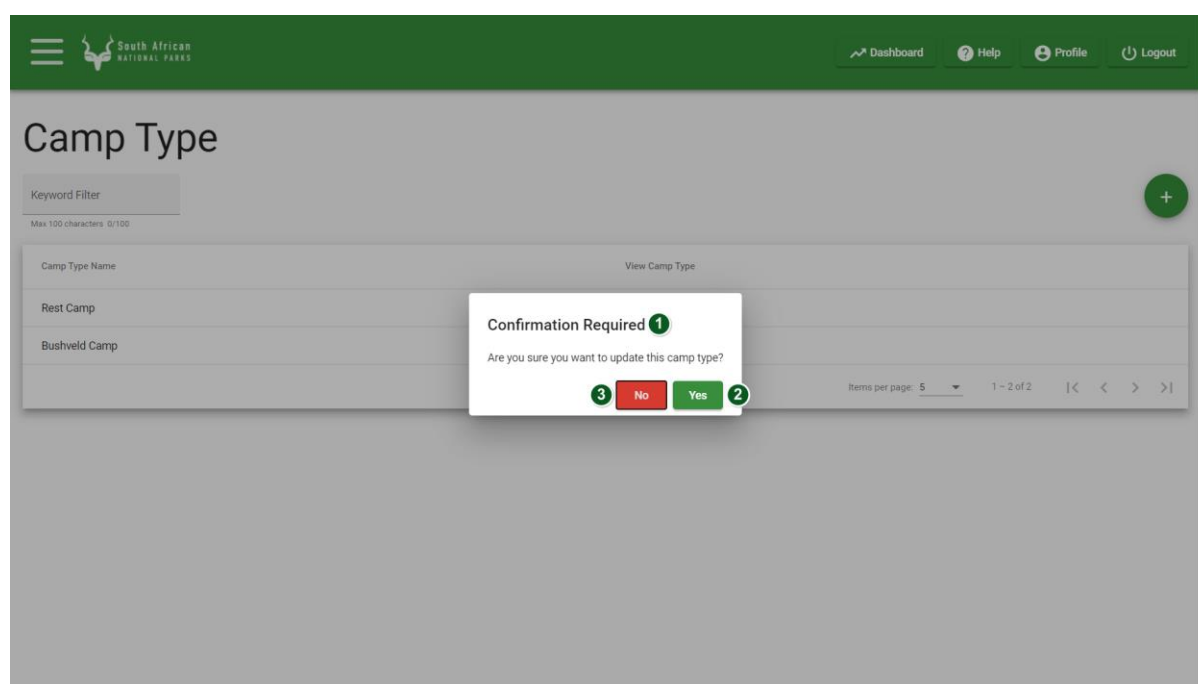 South African
NATIONAL PARKS
Dashboard
Help
Profile
Logout
Camp Type
Keyword Filter
+
Max 100 characters 0/100
Camp Type Name
View Camp Type
Rest Camp
Bushveld Camp
Confirmation Required 1
Are you sure you want to update this camp type?
3 No Yes 2
Items per page: 5 1 – 2 of 2